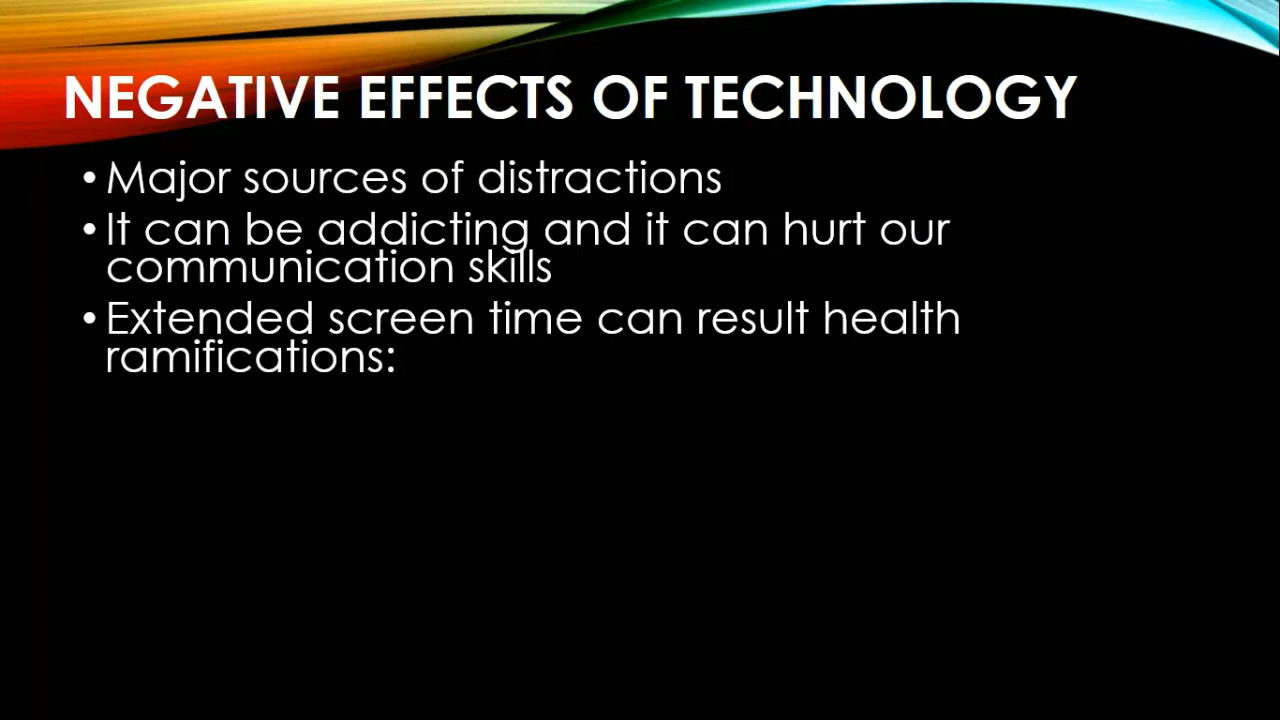 NEGATIVE EFFECTS OF TECHNOLOGY
• Major sources of distractions
• It can be addicting and it can hurt our
communication skills
• Extended screen time can result health
ramifications: